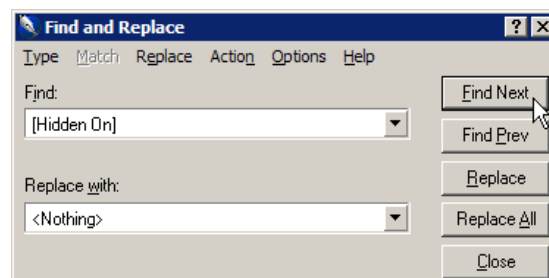 Find and Replace
Type Match Replace Action Options Help
Find:
[Hidden On]
Replace with:
<Nothing>
Find Next
Find Prev
Replace
Replace All
Close